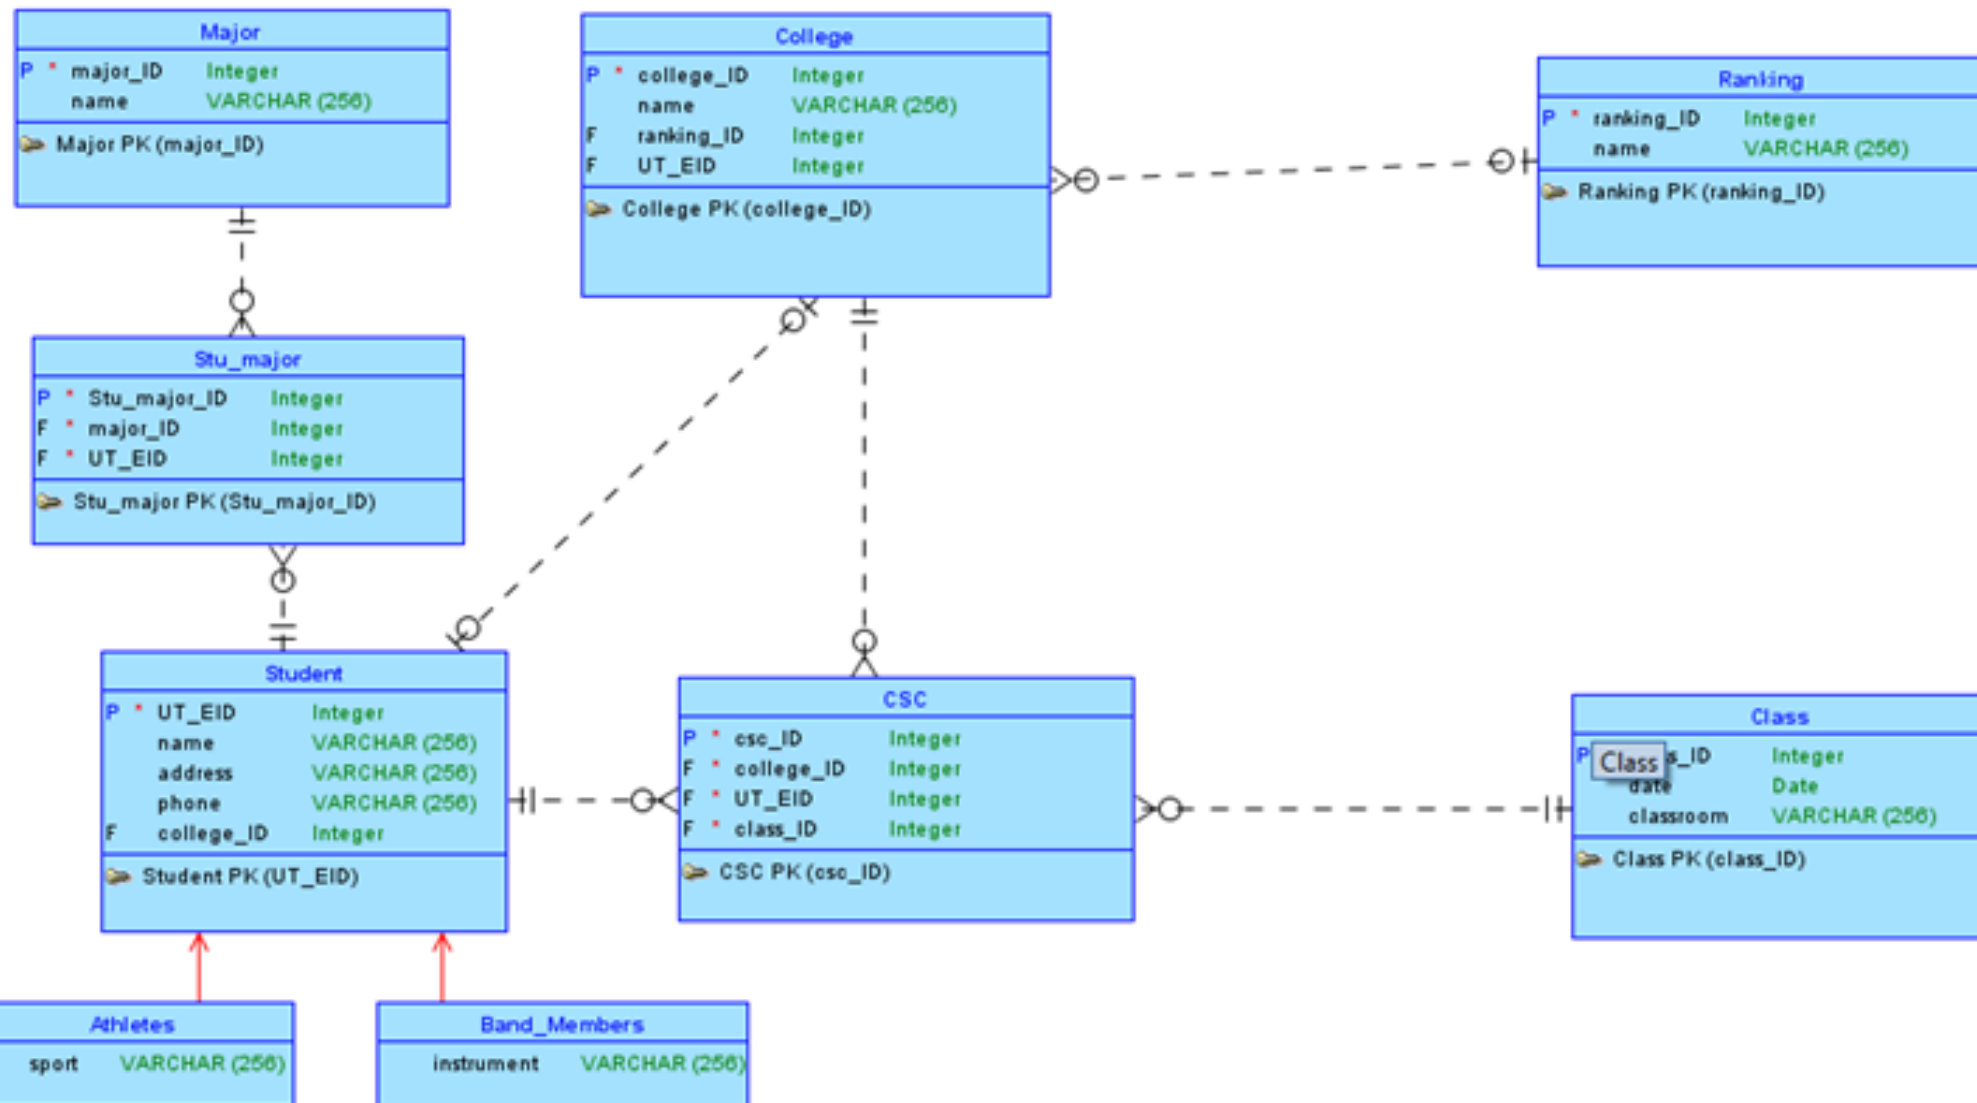 Major
P * major_ID Integer
name VARCHAR (256)
Major PK (major_ID)
College
P * college_ID Integer
name VARCHAR (256)
F ranking_ID Integer
F UT_EID Integer
College PK (college_ID)
Ranking
P * ranking_ID Integer
name VARCHAR (256)
Ranking PK (ranking_ID)
Stu_major
P * Stu_major_ID Integer
F * major_ID Integer
F * UT_EID Integer
Stu_major PK (Stu_major_ID)
Student
P * UT_EID Integer
name VARCHAR (256)
address VARCHAR (256)
phone VARCHAR (256)
F college_ID Integer
Student PK (UT_EID)
CSC
P * csc_ID Integer
F * college_ID Integer
F * UT_EID Integer
F * class_ID Integer
CSC PK (csc_ID)
Class
P Class s_ID Integer
date Date
classroom VARCHAR (256)
Class PK (class_ID)
Athletes
sport VARCHAR (256)
Band_Members
instrument VARCHAR (256)